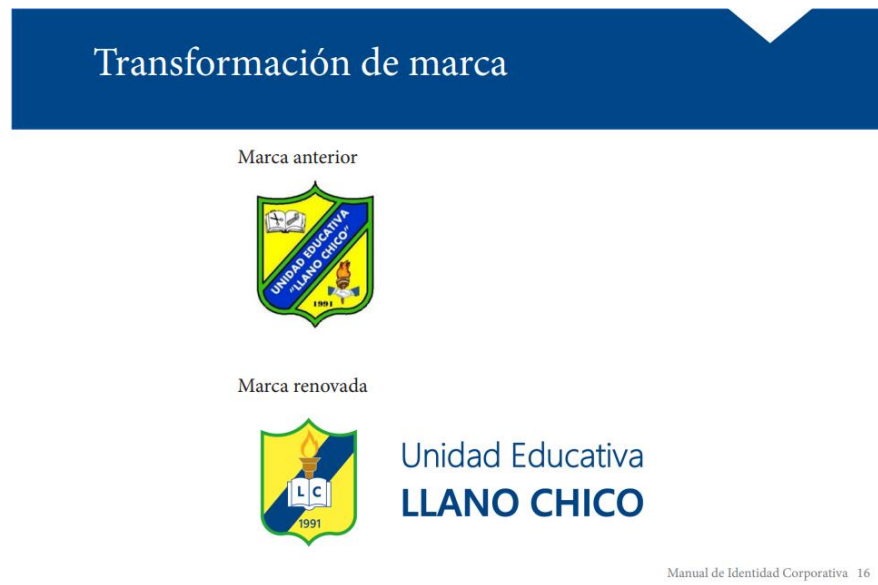 Transformación de marca
Marca anterior
UNIDAD EDUCATIVA
"LLANO CHICO"
1991
Marca renovada
L C
1991
Unidad Educativa
LLANO CHICO
Manual de Identidad Corporativa 16